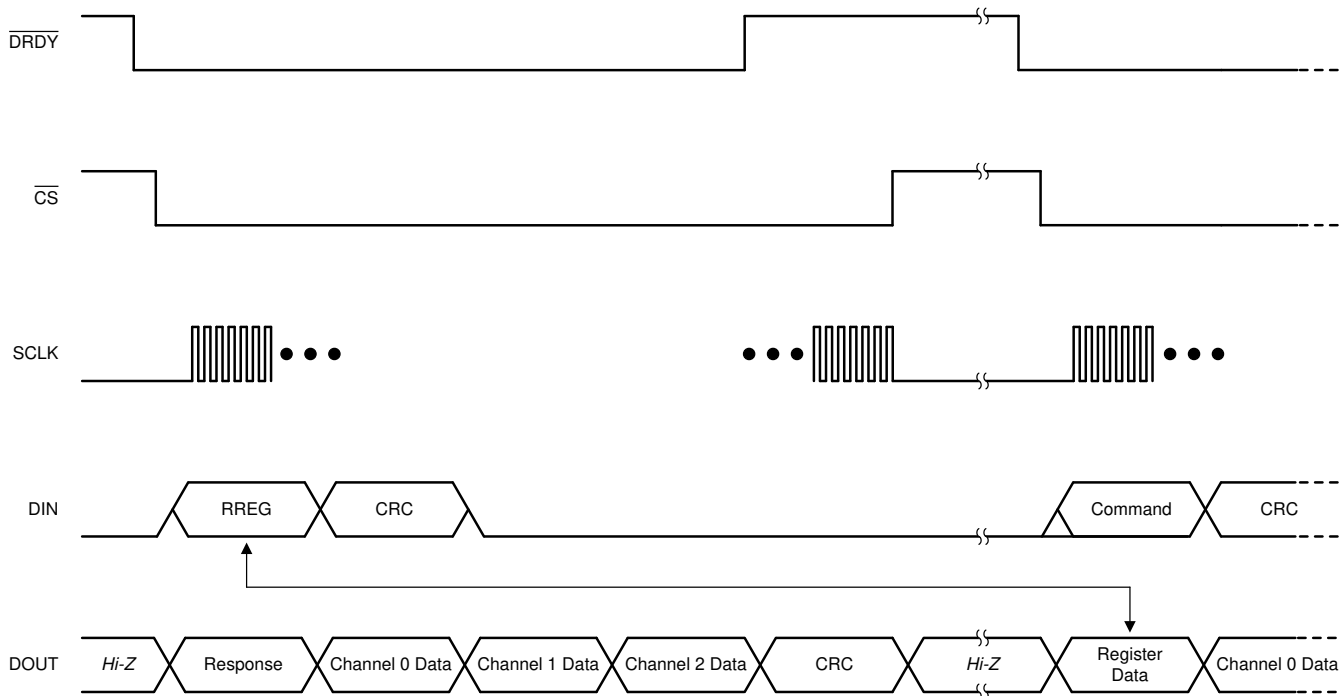 DRDY
CS
SCLK
DIN
RREG
CRC
Command
CRC
DOUT
Hi-Z
Response
Channel 0 Data
Channel 1 Data
Channel 2 Data
CRC
Hi-Z
Register
Data
Channel 0 Data